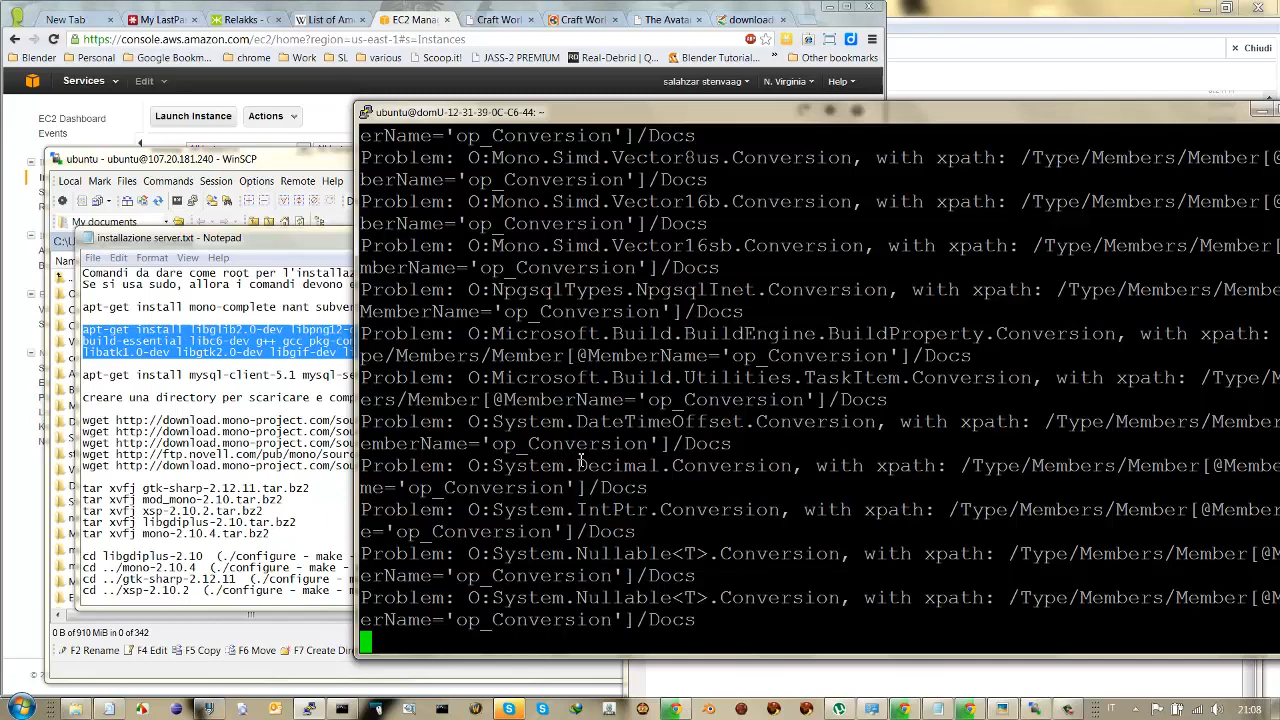 New Tab
My LastPa
Relakks
List of Am
EC2 Mana
Craft Work
Craft Work
The Avata
download
https://console.aws.amazon.com/ec2/home?region=us-east-1#s=Instances
Chiudi
Blender
Personal
Google Bookm...
chrome
Work
SL
various
Scoop.it!
JASS-2 PREMIUM
Real-Debrid
Blender Tutorial...
Other bookmarks
Services
Edit
salahzar stenvaag
N. Virginia
Help
EC2 Dashboard
Events
Launch Instance
Actions
ubuntu@domU-12-31-39-0C-C6-44: ~
ubuntu - ubuntu@107.20.181.240 - WinSCP
Local Mark Files Commands Session Options Remote Help
My documents
installazione server.txt - Notepad
File Edit Format View Help
Comandi da dare come root per l'installaz
Se si usa sudo, allora i comandi devono e
apt-get install mono-complete nant subver
apt-get install libglib2.0-dev libpng12-
build-essential libc6-dev g++ gcc pkg-con
libatk1.0-dev libgtk2.0-dev libgif-dev li
apt-get install mysql-client-5.1 mysql-se
creare una directory per scaricare e comp
wget http://download.mono-project.com/sou
wget http://download.mono-project.com/sou
wget http://ftp.novell.com/pub/mono/sourc
wget http://download.mono-project.com/sou
tar xvfj gtk-sharp-2.12.11.tar.bz2
tar xvfj mod_mono-2.10.tar.bz2
tar xvfj xsp-2.10.2.tar.bz2
tar xvfj libgdiplus-2.10.tar.bz2
tar xvfj mono-2.10.4.tar.bz2
cd libgdiplus-2.10 (./configure - make -
cd ../mono-2.10.4 (./configure - make -
cd ../gtk-sharp-2.12.11 (./configure - m
cd ../xsp-2.10.2 (./configure - make -
0 B of 910 MiB in 0 of 342
F2 Rename F4 Edit F5 Copy F6 Move F7 Create Dir
erName='op_Conversion']/Docs
Problem: O:Mono.Simd.Vector8us.Conversion, with xpath: /Type/Members/Member[@
berName='op_Conversion']/Docs
Problem: O:Mono.Simd.Vector16b.Conversion, with xpath: /Type/Members/Member[@
berName='op_Conversion']/Docs
Problem: O:Mono.Simd.Vector16sb.Conversion, with xpath: /Type/Members/Member[
mberName='op_Conversion']/Docs
Problem: O:NpgsqlTypes.NpgsqlInet.Conversion, with xpath: /Type/Members/Membe
MemberName='op_Conversion']/Docs
Problem: O:Microsoft.Build.BuildEngine.BuildProperty.Conversion, with xpath:
pe/Members/Member[@MemberName='op_Conversion']/Docs
Problem: O:Microsoft.Build.Utilities.TaskItem.Conversion, with xpath: /Type/M
ers/Member[@MemberName='op_Conversion']/Docs
Problem: O:System.DateTimeOffset.Conversion, with xpath: /Type/Members/Member
emberName='op_Conversion']/Docs
Problem: O:System.Decimal.Conversion, with xpath: /Type/Members/Member[@Membe
me='op_Conversion']/Docs
Problem: O:System.IntPtr.Conversion, with xpath: /Type/Members/Member[@Member
e='op_Conversion']/Docs
Problem: O:System.Nullable<T>.Conversion, with xpath: /Type/Members/Member[@M
erName='op_Conversion']/Docs
Problem: O:System.Nullable<T>.Conversion, with xpath: /Type/Members/Member[@M
erName='op_Conversion']/Docs
IT
21:08